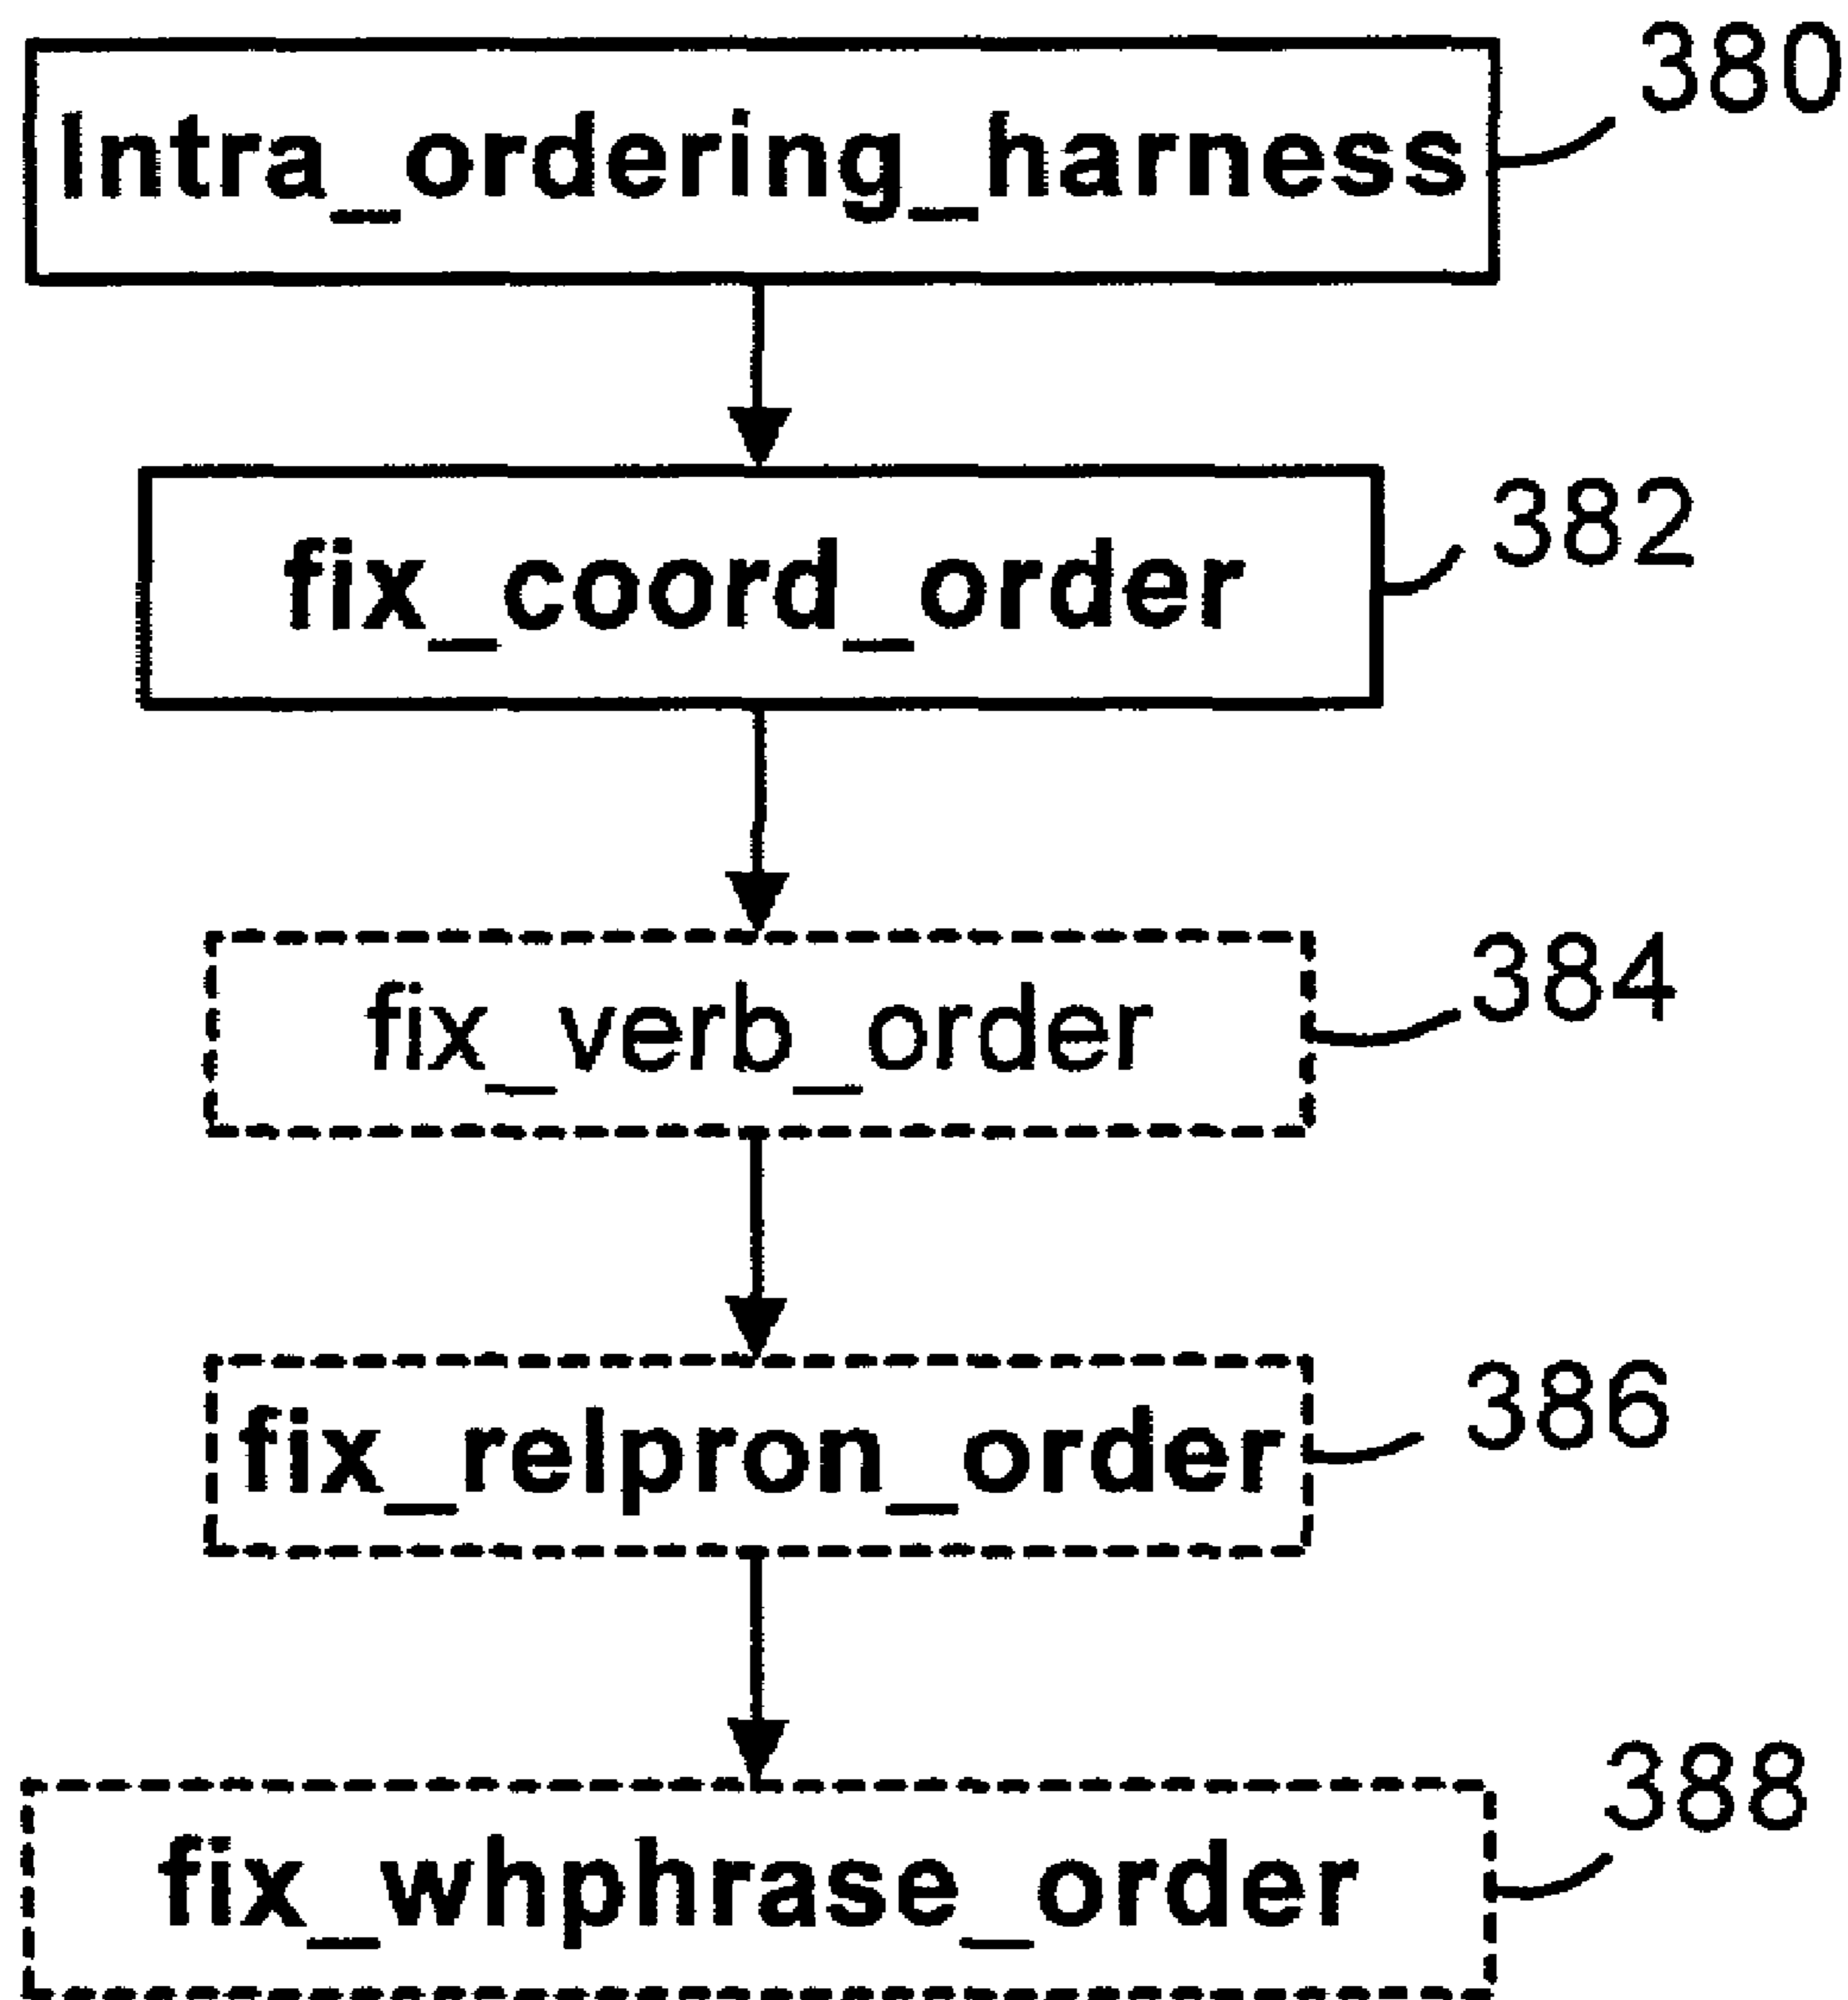 380
Intra_ordering_harness
382
fix_coord_order
384
fix_verb_order
386
fix_relpron_order
388
fix_whphrase_order